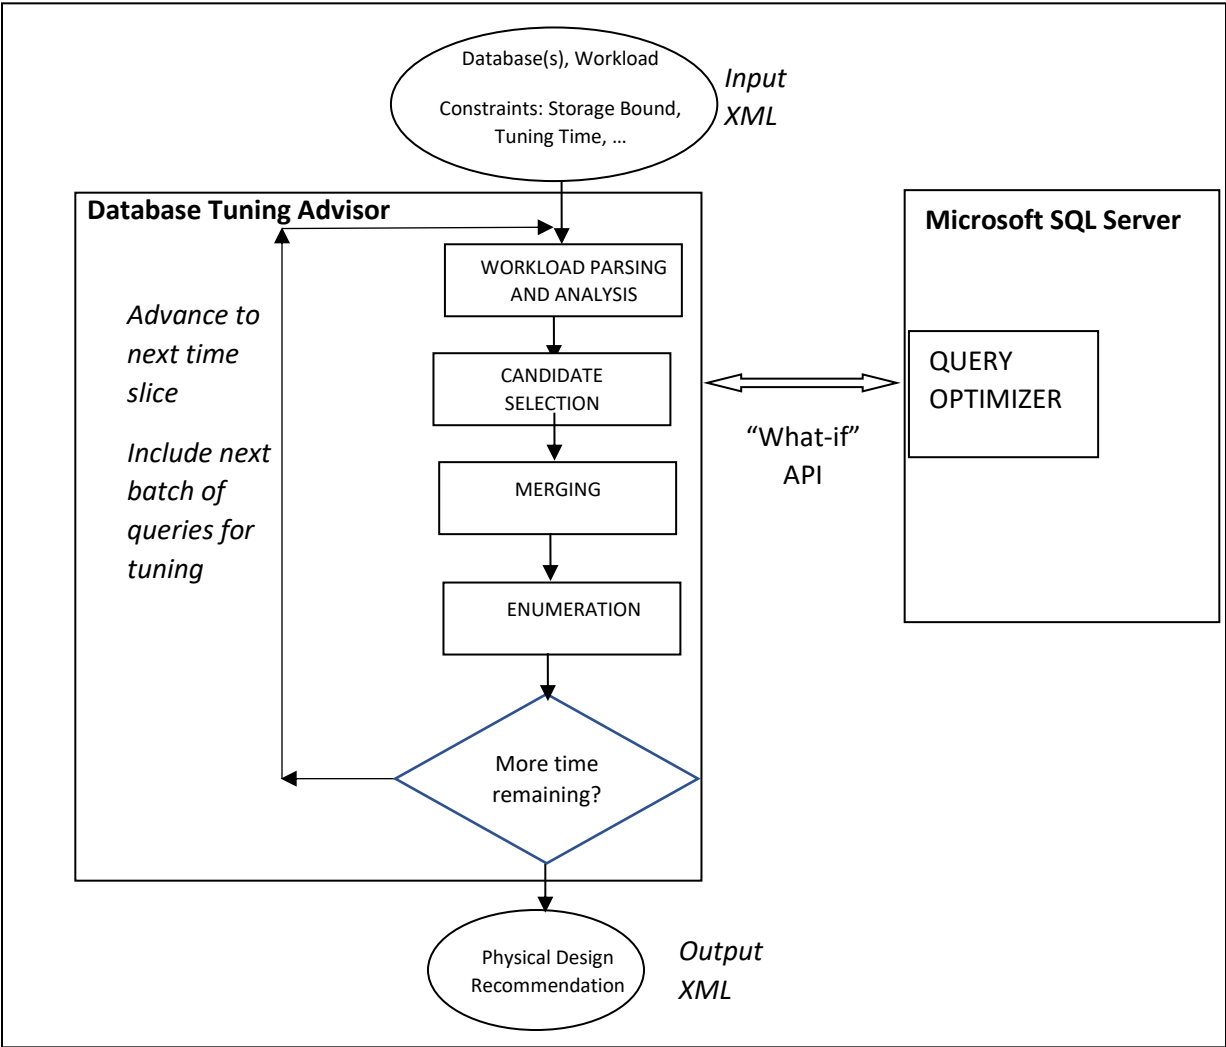 Database(s), Workload
Constraints: Storage Bound,
Tuning Time, ...
Input
XML
Database Tuning Advisor
Microsoft SQL Server
WORKLOAD PARSING
AND ANALYSIS
Advance to
next time
slice
Include next
batch of
queries for
tuning
CANDIDATE
SELECTION
QUERY
OPTIMIZER
“What-if”
API
MERGING
ENUMERATION
More time
remaining?
Physical Design
Recommendation
Output
XML